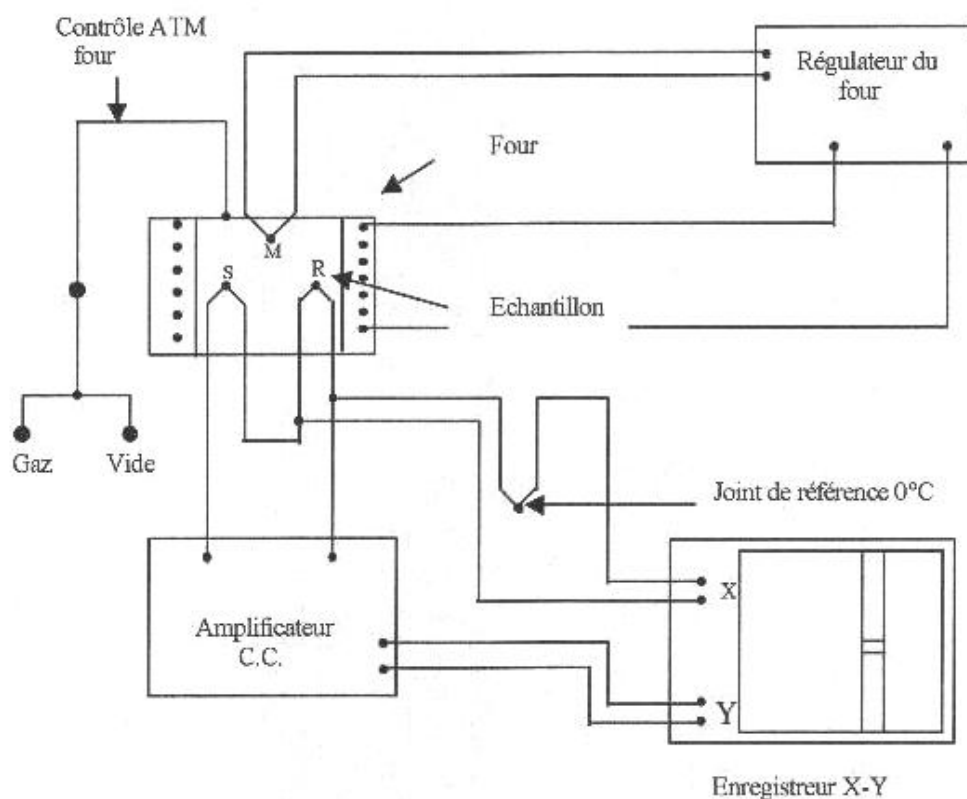 Contrôle ATM
four
Régulateur du
four
Four
M
S
R
Echantillon
Gaz
Vide
Joint de référence 0°C
X
Amplificateur
C.C.
Y
Enregistreur X-Y